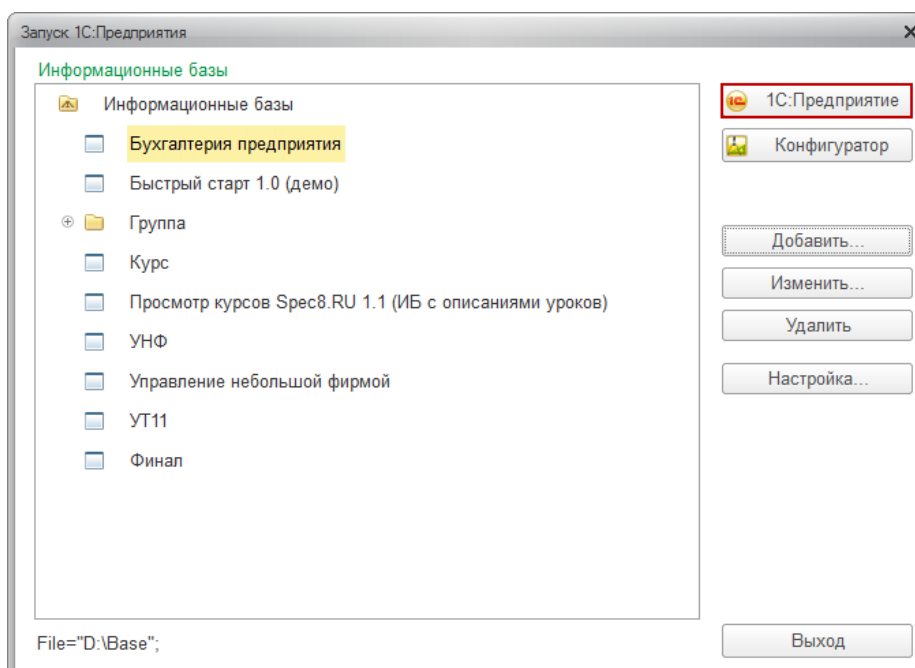 Запуск 1С:Предприятия
Информационные базы
Информационные базы
1С:Предприятие
Бухгалтерия предприятия
Конфигуратор
Быстрый старт 1.0 (демо)
Группа
Добавить...
Курс
Изменить...
Просмотр курсов Spec8.RU 1.1 (ИБ с описаниями уроков)
Удалить
УНФ
Управление небольшой фирмой
Настройка...
УТ11
Финал
File="D:\Base";
Выход